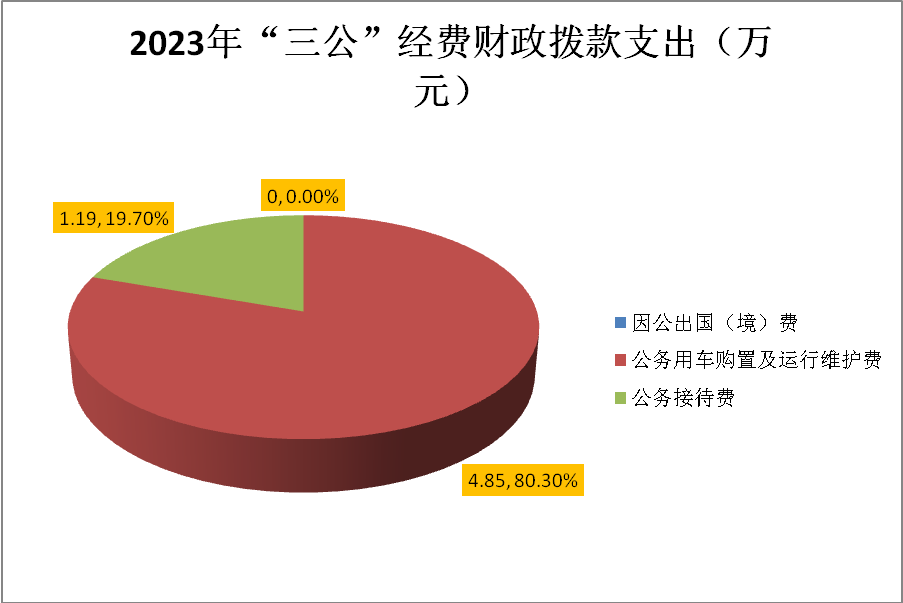 2023年“三公”经费财政拨款支出（万
元）
0, 0.00%
1.19, 19.70%
因公出国（境）费
公务用车购置及运行维护费
公务接待费
4.85, 80.30%